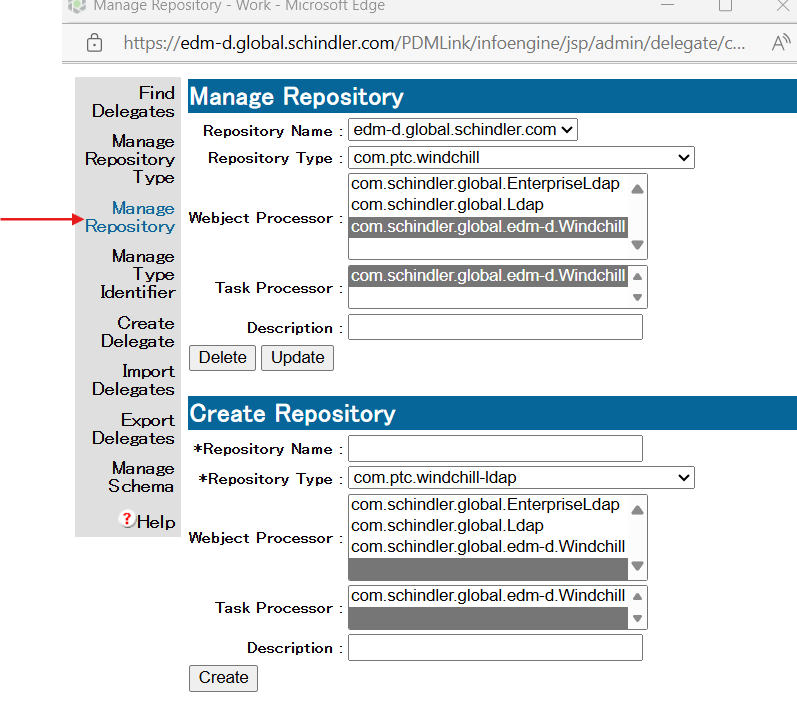 Manage Repository - Work - Microsoft Edge
https://edm-d.global.schindler.com/PDMLink/infoengine/jsp/admin/delegate/c...
Find
Delegates
Manage
Repository
Type
Manage
Repository
Manage
Type
Identifier
Create
Delegate
Import
Delegates
Export
Delegates
Manage
Schema
?Help
Manage Repository
Repository Name : edm-d.global.schindler.com
Repository Type : com.ptc.windchill
Webject Processor :
com.schindler.global.EnterpriseLdap
com.schindler.global.Ldap
com.schindler.global.edm-d.Windchill
Task Processor : com.schindler.global.edm-d.Windchill
Description :
Delete Update
Create Repository
*Repository Name :
*Repository Type : com.ptc.windchill-ldap
Webject Processor :
com.schindler.global.EnterpriseLdap
com.schindler.global.Ldap
com.schindler.global.edm-d.Windchill
Task Processor : com.schindler.global.edm-d.Windchill
Description :
Create